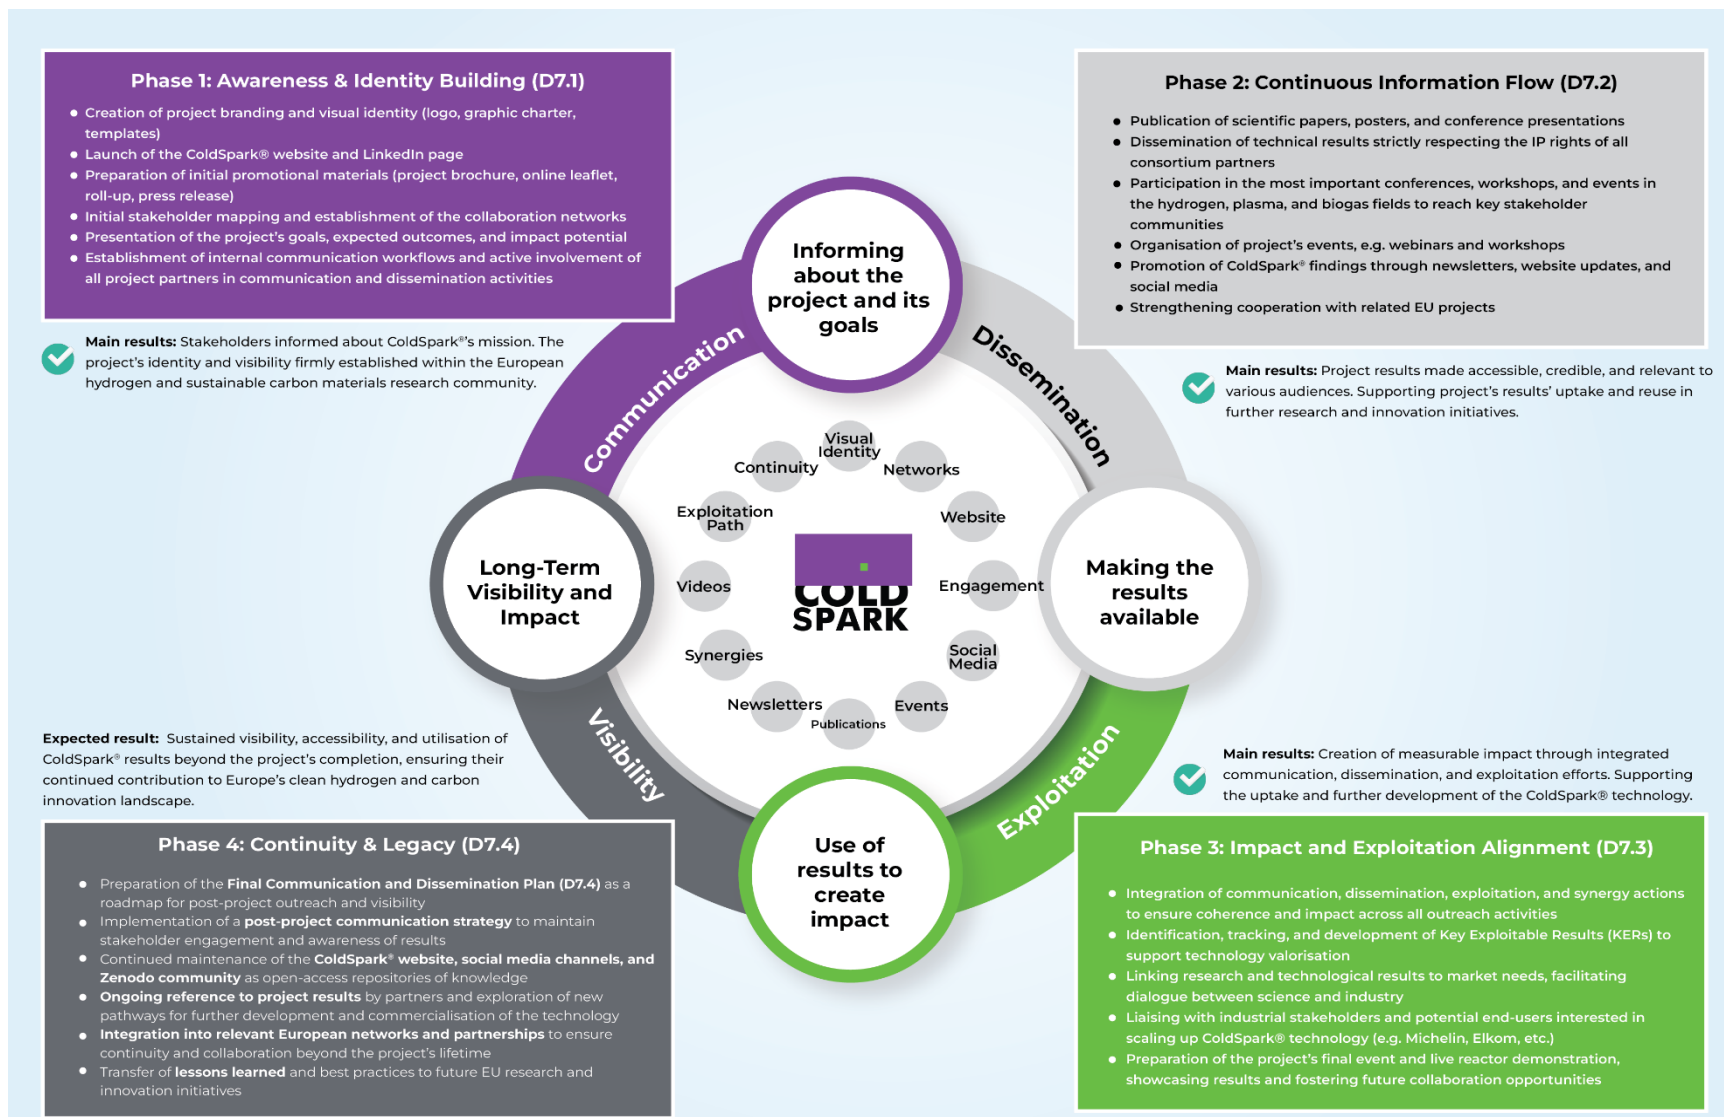 Phase 1: Awareness & Identity Building (D7.1)
● Creation of project branding and visual identity (logo, graphic charter,
templates)
● Launch of the ColdSpark® website and LinkedIn page
● Preparation of initial promotional materials (project brochure, online leaflet,
roll-up, press release)
● Initial stakeholder mapping and establishment of the collaboration networks
● Presentation of the project's goals, expected outcomes, and impact potential
● Establishment of internal communication workflows and active involvement of
all project partners in communication and dissemination activities
Main results: Stakeholders informed about ColdSpark®'s mission. The
project's identity and visibility firmly established within the European
hydrogen and sustainable carbon materials research community.
Phase 2: Continuous Information Flow (D7.2)
● Publication of scientific papers, posters, and conference presentations
● Dissemination of technical results strictly respecting the IP rights of all
consortium partners
● Participation in the most important conferences, workshops, and events in
the hydrogen, plasma, and biogas fields to reach key stakeholder
communities
● Organisation of project's events, e.g. webinars and workshops
● Promotion of ColdSpark® findings through newsletters, website updates, and
social media
● Strengthening cooperation with related EU projects
Main results: Project results made accessible, credible, and relevant to
various audiences. Supporting project's results' uptake and reuse in
further research and innovation initiatives.
Informing
about the
project and its
goals
Communication
Dissemination
Visual
Identity
Networks
Website
Engagement
Social
Media
Events
Publications
Newsletters
Synergies
Videos
Exploitation
Path
Continuity
COLD
SPARK
Long-Term
Visibility and
Impact
Making the
results
available
Visibility
Exploitation
Use of
results to
create
impact
Expected result: Sustained visibility, accessibility, and utilisation of
ColdSpark® results beyond the project's completion, ensuring their
continued contribution to Europe's clean hydrogen and carbon
innovation landscape.
Phase 4: Continuity & Legacy (D7.4)
● Preparation of the Final Communication and Dissemination Plan (D7.4) as a
roadmap for post-project outreach and visibility
● Implementation of a post-project communication strategy to maintain
stakeholder engagement and awareness of results
● Continued maintenance of the ColdSpark® website, social media channels, and
Zenodo community as open-access repositories of knowledge
● Ongoing reference to project results by partners and exploration of new
pathways for further development and commercialisation of the technology
● Integration into relevant European networks and partnerships to ensure
continuity and collaboration beyond the project's lifetime
● Transfer of lessons learned and best practices to future EU research and
innovation initiatives
Main results: Creation of measurable impact through integrated
communication, dissemination, and exploitation efforts. Supporting
the uptake and further development of the ColdSpark® technology.
Phase 3: Impact and Exploitation Alignment (D7.3)
● Integration of communication, dissemination, exploitation, and synergy actions
to ensure coherence and impact across all outreach activities
● Identification, tracking, and development of Key Exploitable Results (KERs) to
support technology valorisation
● Linking research and technological results to market needs, facilitating
dialogue between science and industry
● Liaising with industrial stakeholders and potential end-users interested in
scaling up ColdSpark® technology (e.g. Michelin, Elkom, etc.)
● Preparation of the project's final event and live reactor demonstration,
showcasing results and fostering future collaboration opportunities